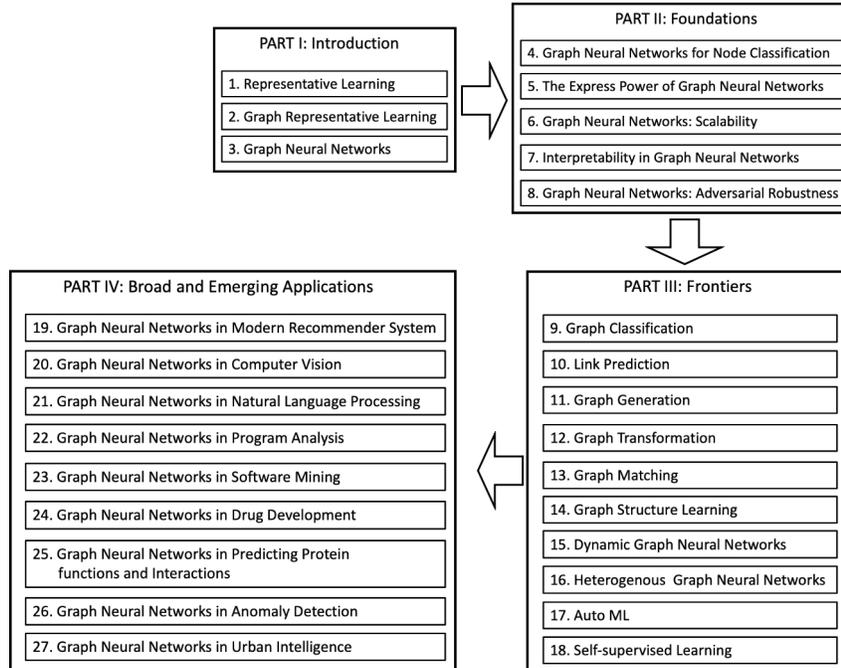 PART I: Introduction
1. Representative Learning
2. Graph Representative Learning
3. Graph Neural Networks
PART II: Foundations
4. Graph Neural Networks for Node Classification
5. The Express Power of Graph Neural Networks
6. Graph Neural Networks: Scalability
7. Interpretability in Graph Neural Networks
8. Graph Neural Networks: Adversarial Robustness
PART III: Frontiers
9. Graph Classification
10. Link Prediction
11. Graph Generation
12. Graph Transformation
13. Graph Matching
14. Graph Structure Learning
15. Dynamic Graph Neural Networks
16. Heterogenous Graph Neural Networks
17. Auto ML
18. Self-supervised Learning
PART IV: Broad and Emerging Applications
19. Graph Neural Networks in Modern Recommender System
20. Graph Neural Networks in Computer Vision
21. Graph Neural Networks in Natural Language Processing
22. Graph Neural Networks in Program Analysis
23. Graph Neural Networks in Software Mining
24. Graph Neural Networks in Drug Development
25. Graph Neural Networks in Predicting Protein
functions and Interactions
26. Graph Neural Networks in Anomaly Detection
27. Graph Neural Networks in Urban Intelligence